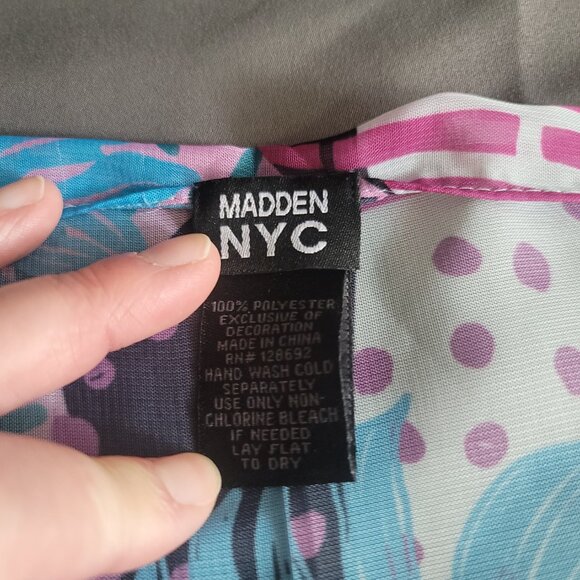 MADDEN
NYC
100% POLYESTER
EXCLUSIVE OF
DECORATION
MADE IN CHINA
RN# 128692
HAND WASH COLD
SEPARATELY
USE ONLY NON-
CHLORINE BLEACH
IF NEEDED
LAY FLAT
TO DRY